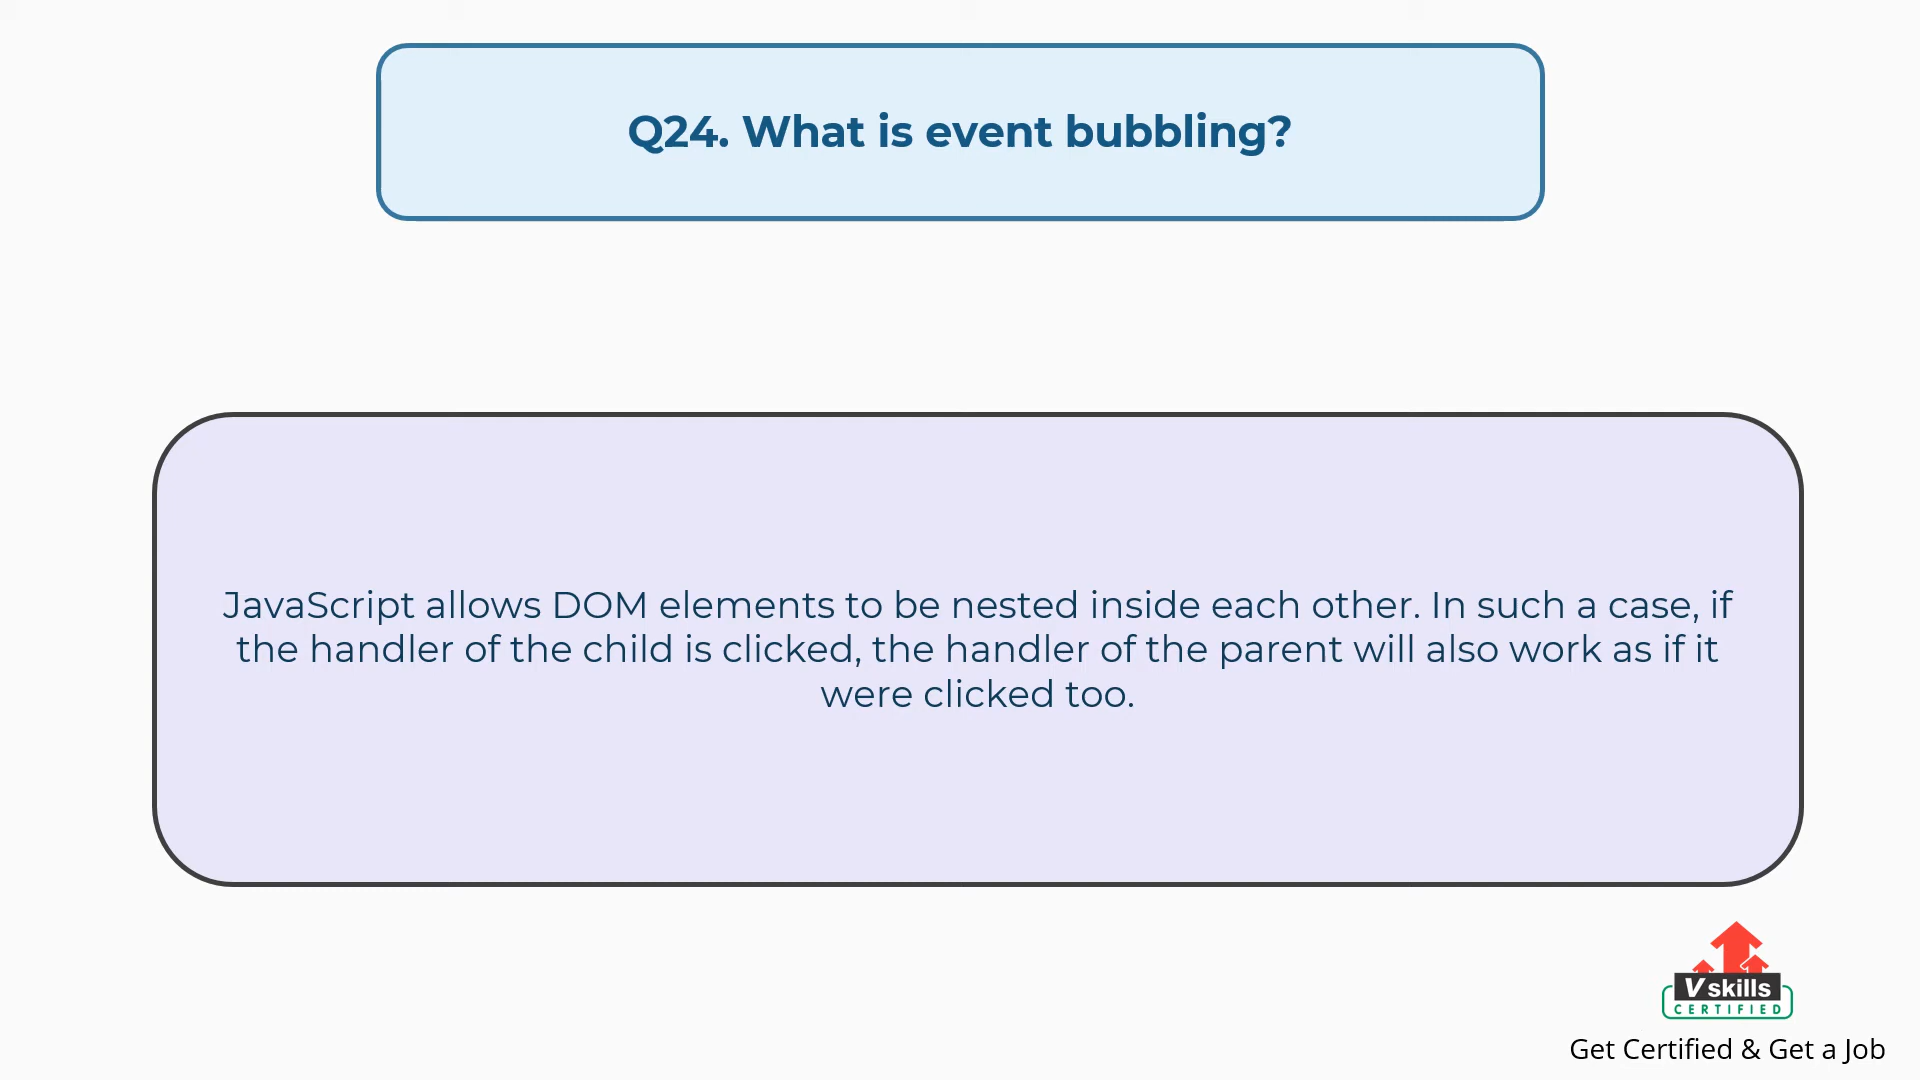 Q24. What is event bubbling?
JavaScript allows DOM elements to be nested inside each other. In such a case, if
the handler of the child is clicked, the handler of the parent will also work as if it
were clicked too.
Vskills
CERTIFIED
Get Certified & Get a Job